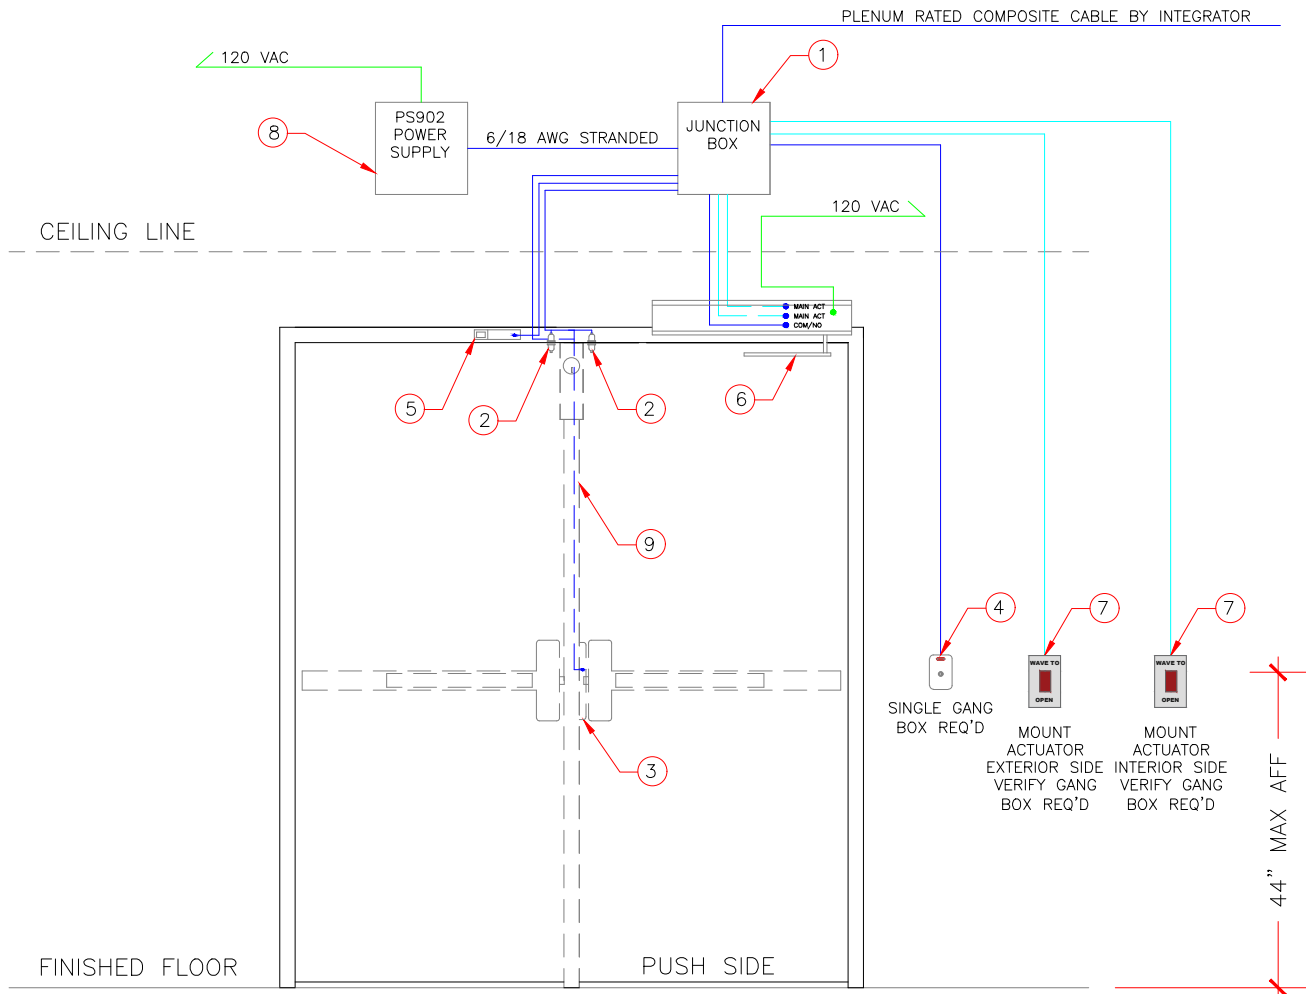 PLENUM RATED COMPOSITE CABLE BY INTEGRATOR
120 VAC
1
PS902
POWER
SUPPLY
8
6/18 AWG STRANDED
JUNCTION
BOX
120 VAC
CEILING LINE
MAIN ACT
MAIN ACT
COM/NO
5
2
2
6
9
4
7
7
WAVE TO
OPEN
WAVE TO
OPEN
SINGLE GANG
BOX REQ'D
MOUNT
ACTUATOR
EXTERIOR SIDE
VERIFY GANG
BOX REQ'D
MOUNT
ACTUATOR
INTERIOR SIDE
VERIFY GANG
BOX REQ'D
3
44" MAX AFF
FINISHED FLOOR
PUSH SIDE